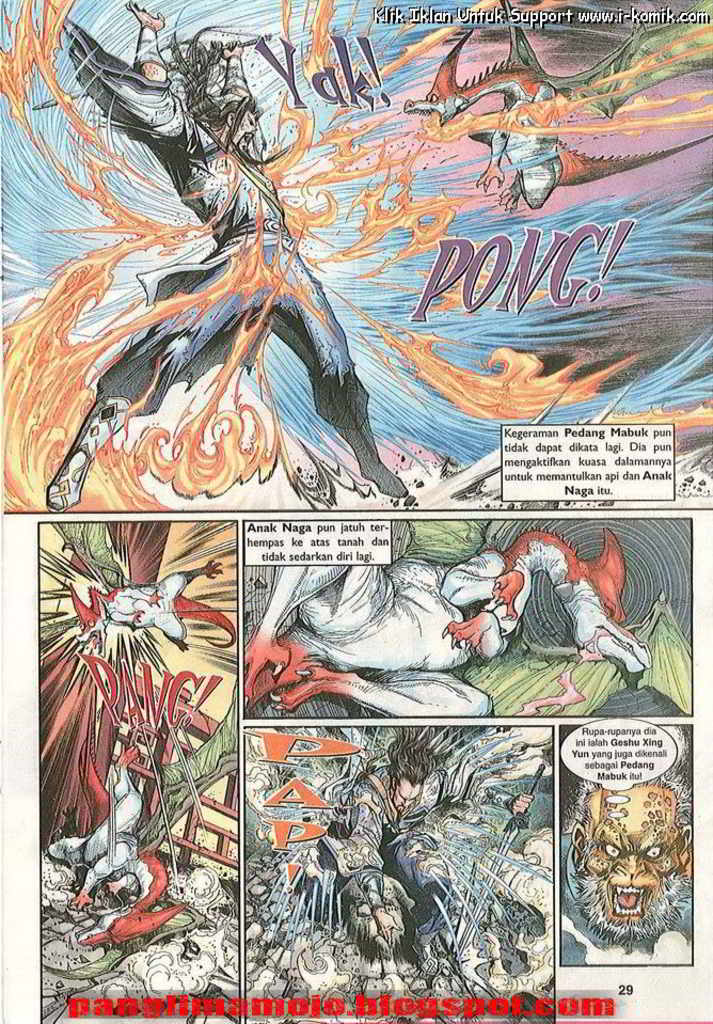 Klik Iklan Untuk Support www.i-komik.com
Yak!
PONG!
Kegeraman Pedang Mabuk pun
tidak dapat dikata lagi. Dia pun
mengaktifkan kuasa dalamannya
untuk memantulkan api dan Anak
Naga itu.
Anak Naga pun jatuh ter-
hempas ke atas tanah dan
tidak sedarkan diri lagi.
PANG!
PAP!
Rupa-rupanya dia
ini ialah Geshu Xing
Yun yang juga dikenali
sebagai Pedang
Mabuk itu!
29
panglimamojo.blogspot.com